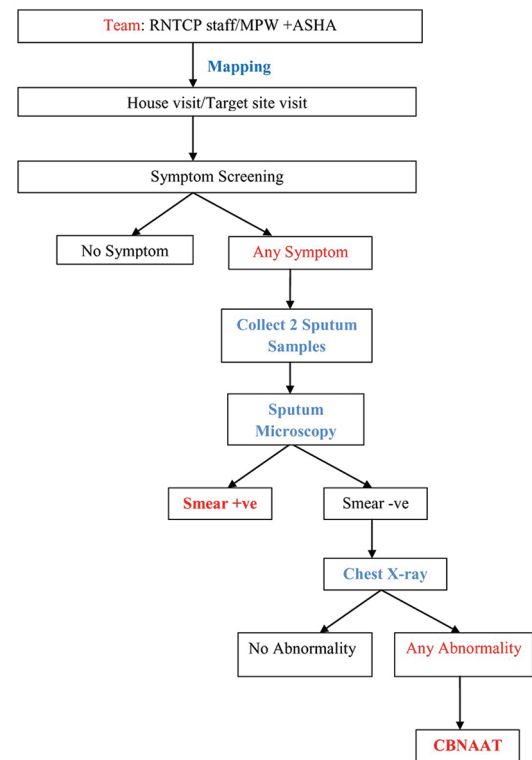 Team: RNTCP staff/MPW +ASHA
Mapping
House visit/Target site visit
Symptom Screening
No Symptom
Any Symptom
Collect 2 Sputum
Samples
Sputum
Microscopy
Smear +ve
Smear -ve
Chest X-ray
No Abnormality
Any Abnormality
CBNAAT